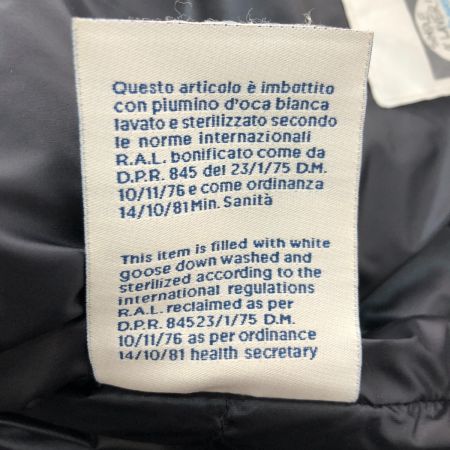 Questo articolo è imbottito
con piumino d'oca bianca
lavato e sterilizzato secondo
le norme internazionali
R.A.L. bonificato come da
D.P.R. 845 del 23/1/75 D.M.
10/11/76 e come ordinanza
14/10/81 Min. Sanità
This item is filled with white
goose down washed and
sterilized according to the
international regulations
R.A.L. reclaimed as per
D.P.R. 84523/1/75 D.M.
10/11/76 as per ordinance
14/10/81 health secretary